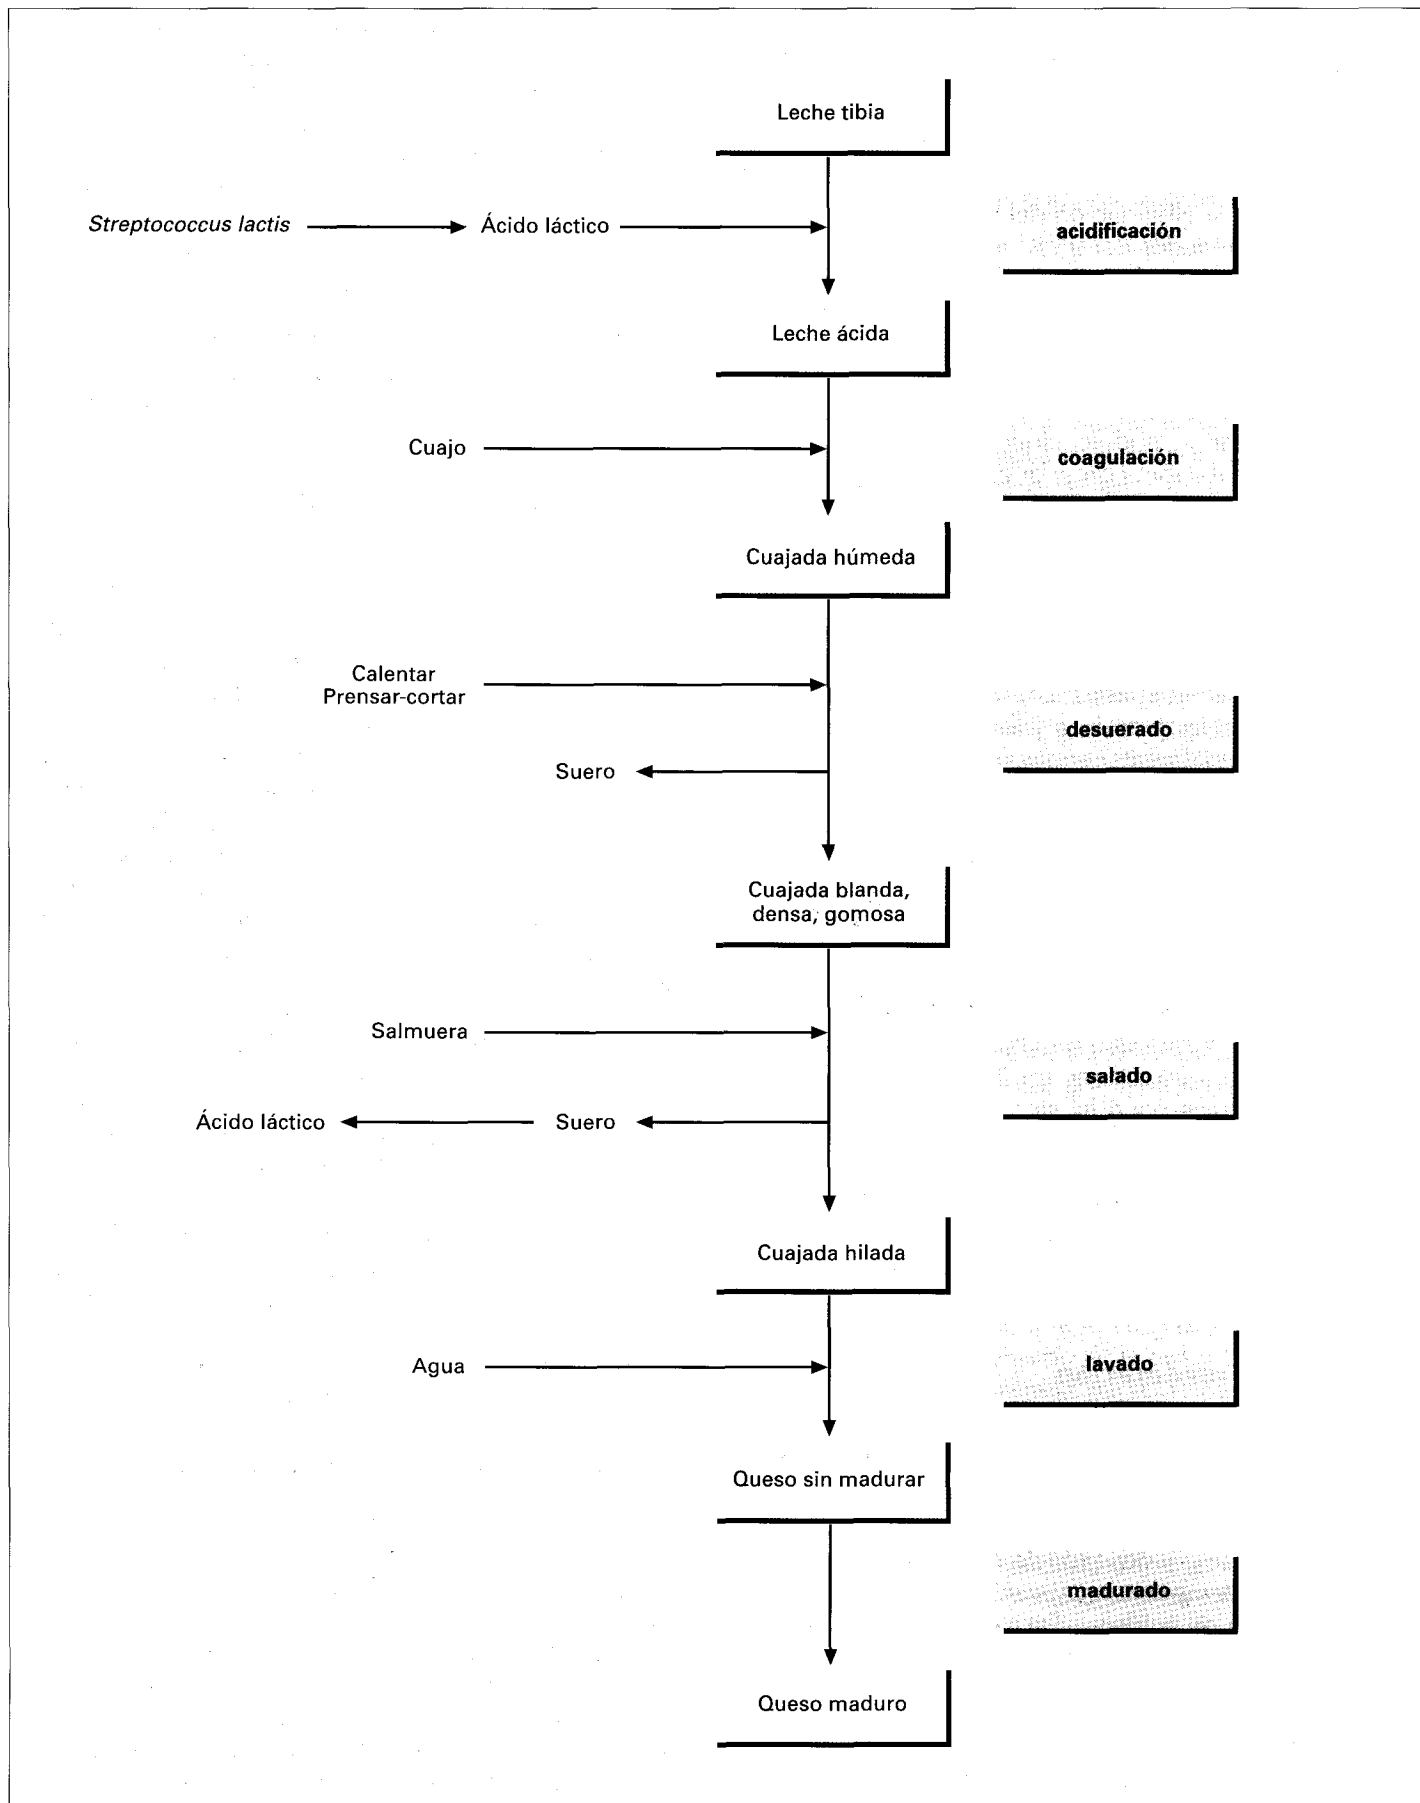 Leche tibia
Streptococcus lactis
Ácido láctico
acidificación
Leche ácida
Cuajo
coagulación
Cuajada húmeda
Calentar
Prensar-cortar
desuerado
Suero
Cuajada blanda,
densa, gomosa
Salmuera
salado
Ácido láctico
Suero
Cuajada hilada
Agua
lavado
Queso sin madurar
madurado
Queso maduro